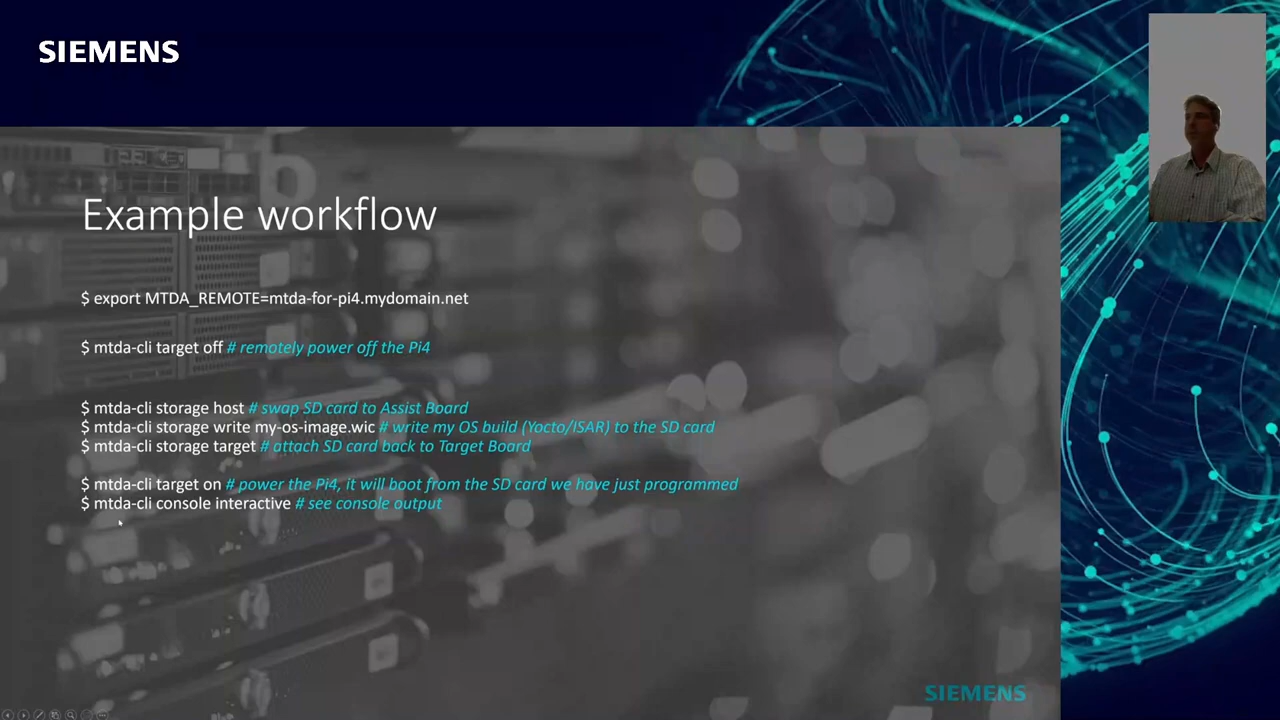 SIEMENS
Example workflow
$ export MTDA_REMOTE=mtda-for-pi4.mydomain.net
$ mtda-cli target off # remotely power off the Pi4
$ mtda-cli storage host # swap SD card to Assist Board
$ mtda-cli storage write my-os-image.wic # write my OS build (Yocto/ISAR) to the SD card
$ mtda-cli storage target # attach SD card back to Target Board
$ mtda-cli target on # power the Pi4, it will boot from the SD card we have just programmed
$ mtda-cli console interactive # see console output
SIEMENS